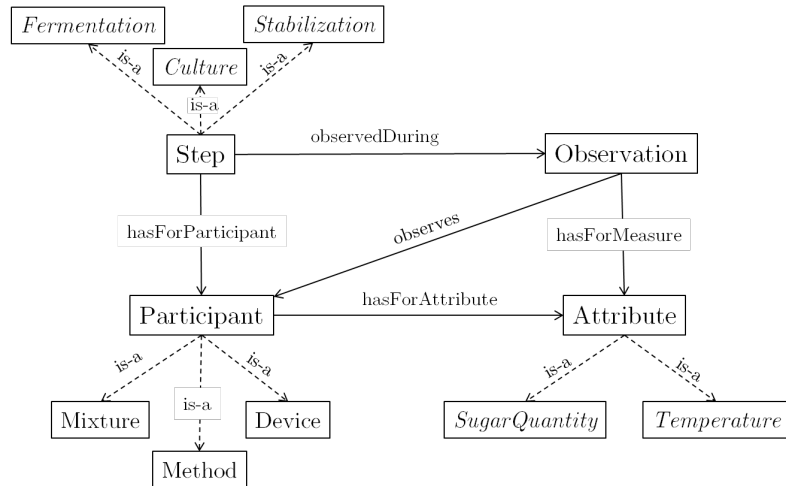 Fermentation
Stabilization
Culture
is-a
is-a
is-a
Step
observedDuring
Observation
hasForParticipant
observes
hasForMeasure
Participant
hasForAttribute
Attribute
is-a
is-a
is-a
is-a
is-a
Mixture
Device
SugarQuantity
Temperature
Method